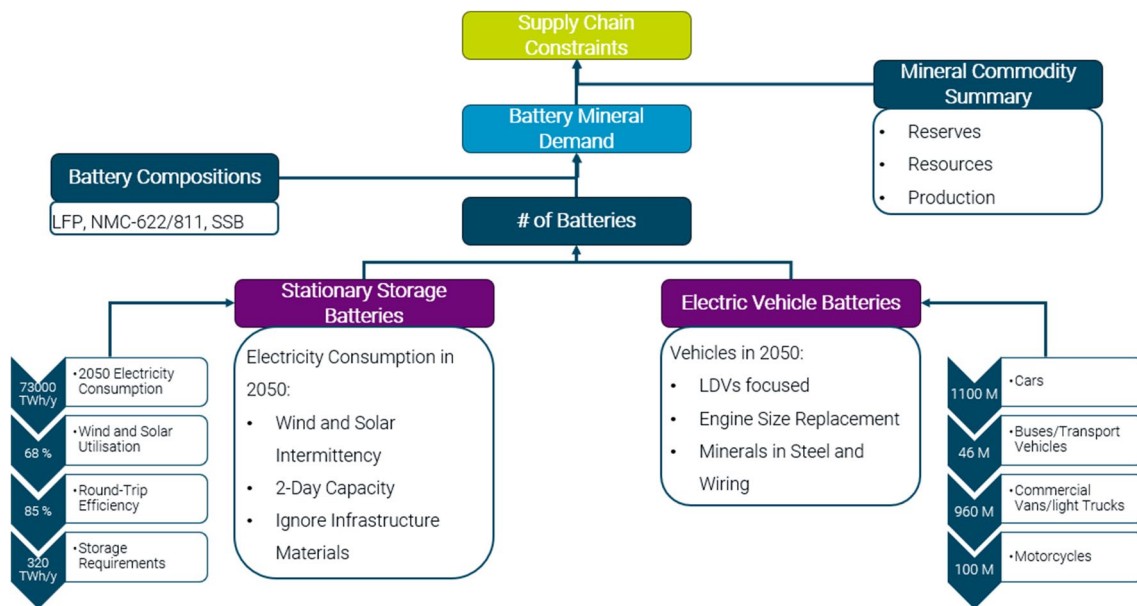 Supply Chain
Constraints
Mineral Commodity
Summary
• Reserves
• Resources
• Production
Battery Mineral
Demand
Battery Compositions
LFP, NMC-622/811, SSB
# of Batteries
Stationary Storage
Batteries
Electricity Consumption in
2050:
• Wind and Solar
Intermittency
• 2-Day Capacity
• Ignore Infrastructure
Materials
Electric Vehicle Batteries
Vehicles in 2050:
• LDVs focused
• Engine Size Replacement
• Minerals in Steel and
Wiring
73000
TWh/y
•2050 Electricity
Consumption
68 %
•Wind and Solar
Utilisation
85 %
•Round-Trip
Efficiency
320
TWh/y
•Storage
Requirements
1100 M
•Cars
46 M
•Buses/Transport
Vehicles
960 M
•Commercial
Vans/light Trucks
100 M
•Motorcycles